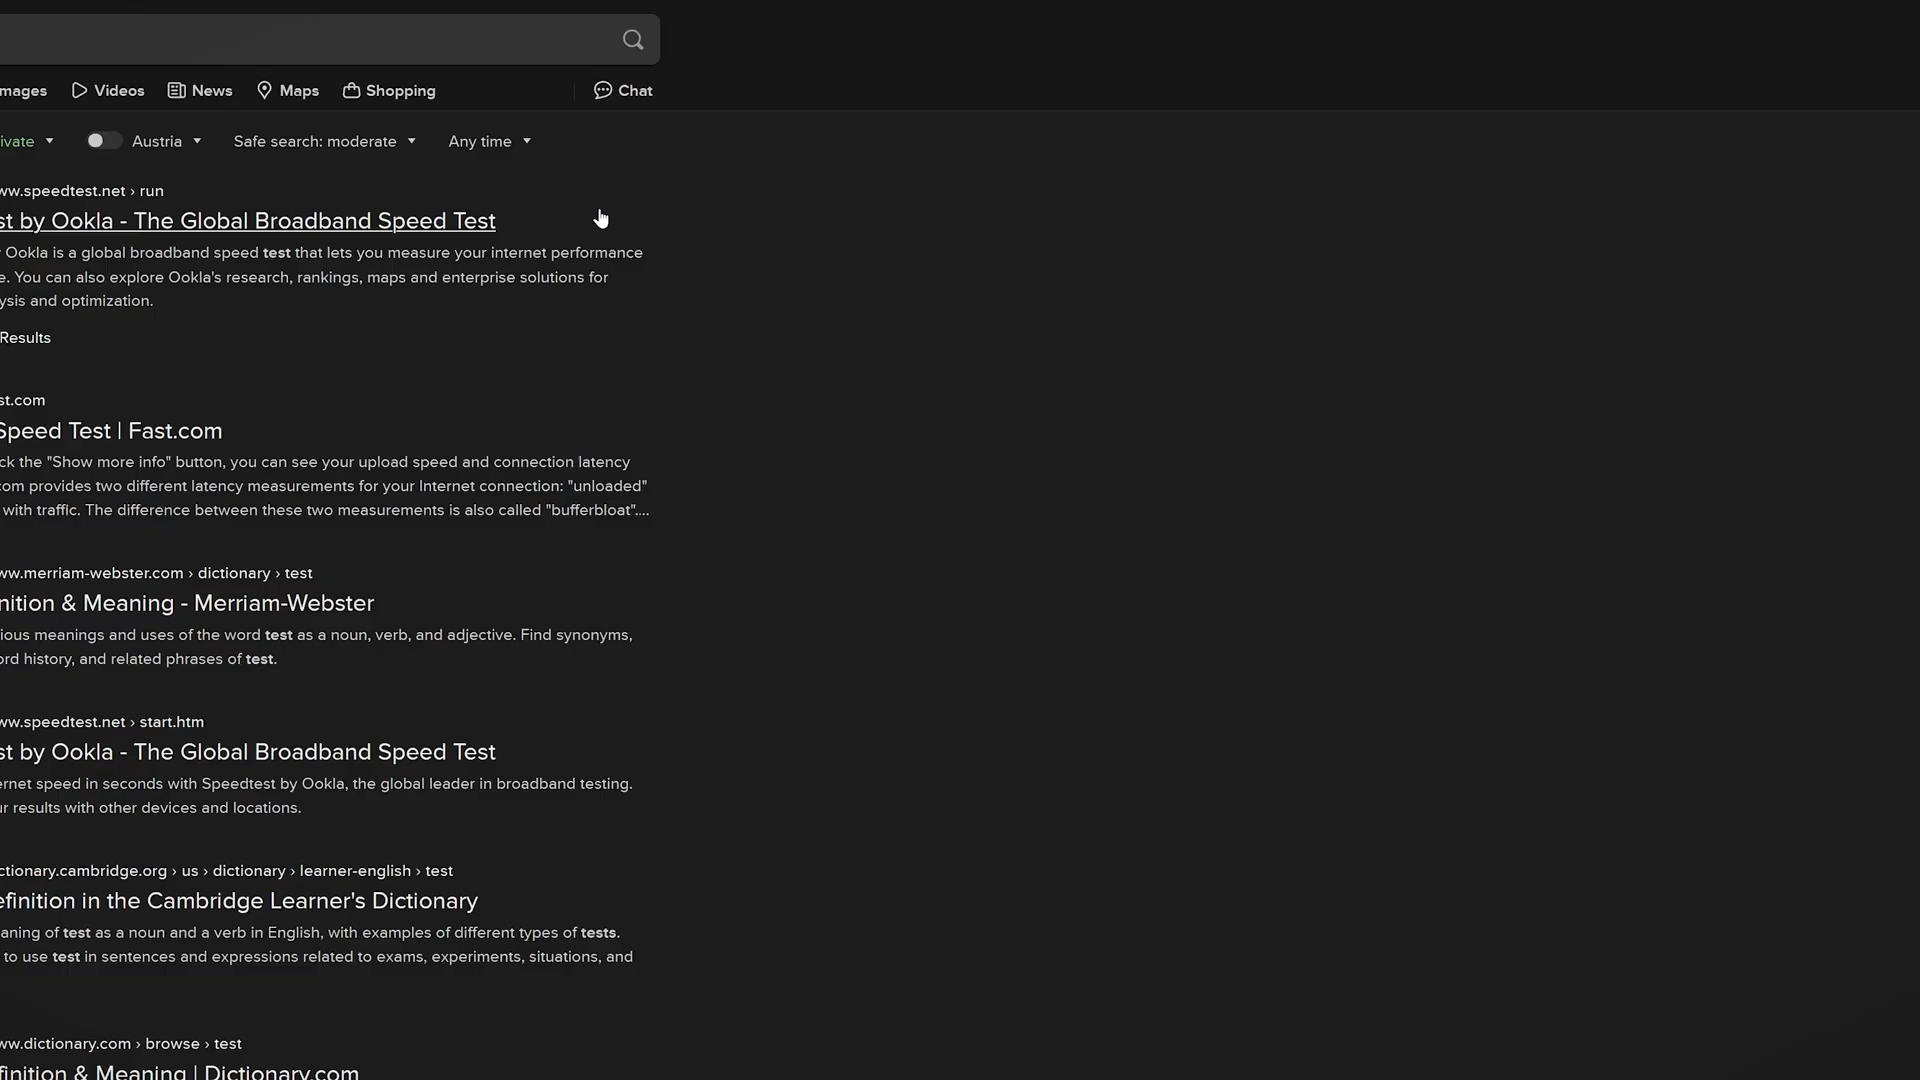 mages Videos News Maps Shopping Chat
ivate Austria Safe search: moderate Any time
ww.speedtest.net › run
st by Ookla - The Global Broadband Speed Test
Ookla is a global broadband speed test that lets you measure your internet performance
e. You can also explore Ookla's research, rankings, maps and enterprise solutions for
ysis and optimization.
Results
st.com
Speed Test | Fast.com
ck the "Show more info" button, you can see your upload speed and connection latency
com provides two different latency measurements for your Internet connection: "unloaded"
with traffic. The difference between these two measurements is also called "bufferbloat"....
ww.merriam-webster.com › dictionary › test
nition & Meaning - Merriam-Webster
ious meanings and uses of the word test as a noun, verb, and adjective. Find synonyms,
ord history, and related phrases of test.
ww.speedtest.net › start.htm
st by Ookla - The Global Broadband Speed Test
ernet speed in seconds with Speedtest by Ookla, the global leader in broadband testing.
ur results with other devices and locations.
ctionary.cambridge.org › us › dictionary › learner-english › test
efinition in the Cambridge Learner's Dictionary
aning of test as a noun and a verb in English, with examples of different types of tests.
to use test in sentences and expressions related to exams, experiments, situations, and
ww.dictionary.com › browse › test
finition & Meaning | Dictionary.com